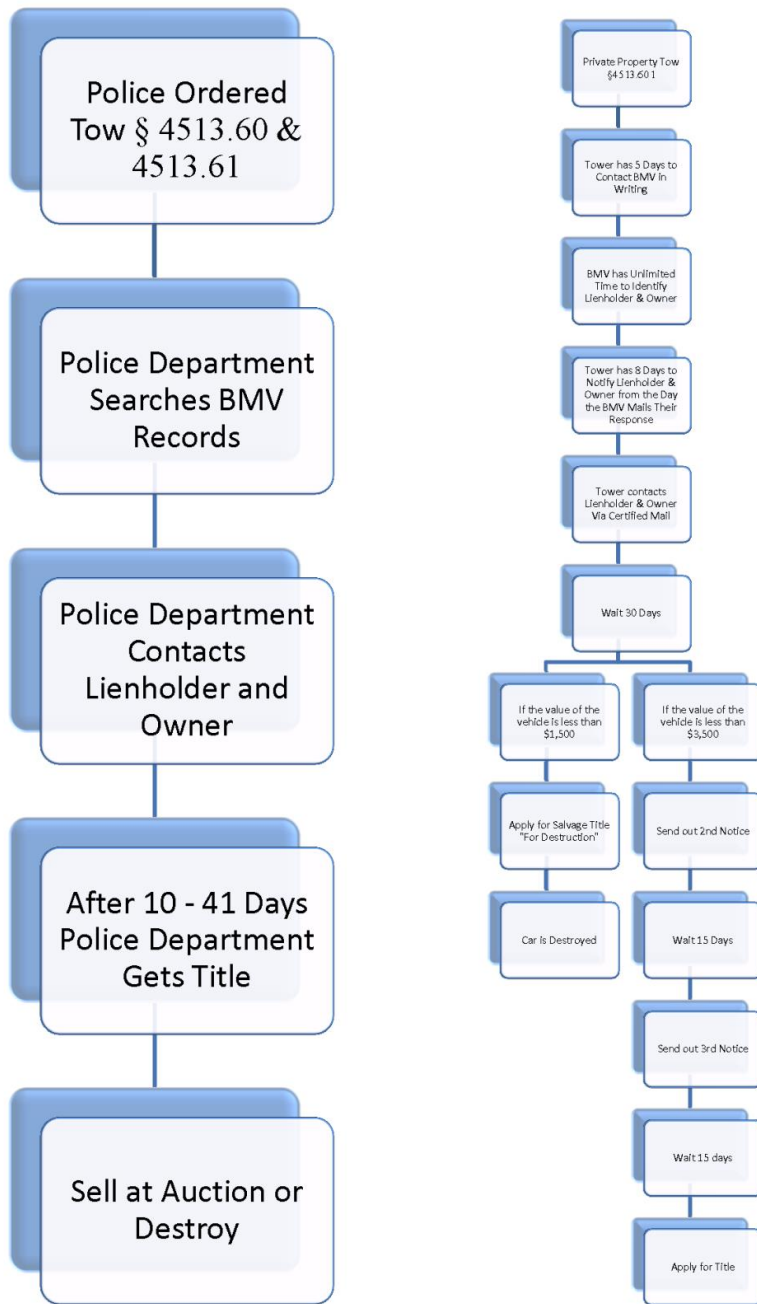 Police Ordered
Tow § 4513.60 &
4513.61
Police Department
Searches BMV
Records
Police Department
Contacts
Lienholder and
Owner
After 10 - 41 Days
Police Department
Gets Title
Sell at Auction or
Destroy
Private Property Tow
§4513.601
Tower has 5 Days to
Contact BMV in
Writing
BMV has Unlimited
Time to Identify
Lienholder & Owner
Tower has 8 Days to
Notify Lienholder &
Owner from the Day
the BMV Mails Their
Response
Tower contacts
Lienholder & Owner
Via Certified Mail
Wait 30 Days
If the value of the
vehicle is less than
$1,500
Apply for Salvage Title
"For Destruction"
Car is Destroyed
If the value of the
vehicle is less than
$3,500
Send out 2nd Notice
Wait 15 Days
Send out 3rd Notice
Wait 15 days
Apply for Title